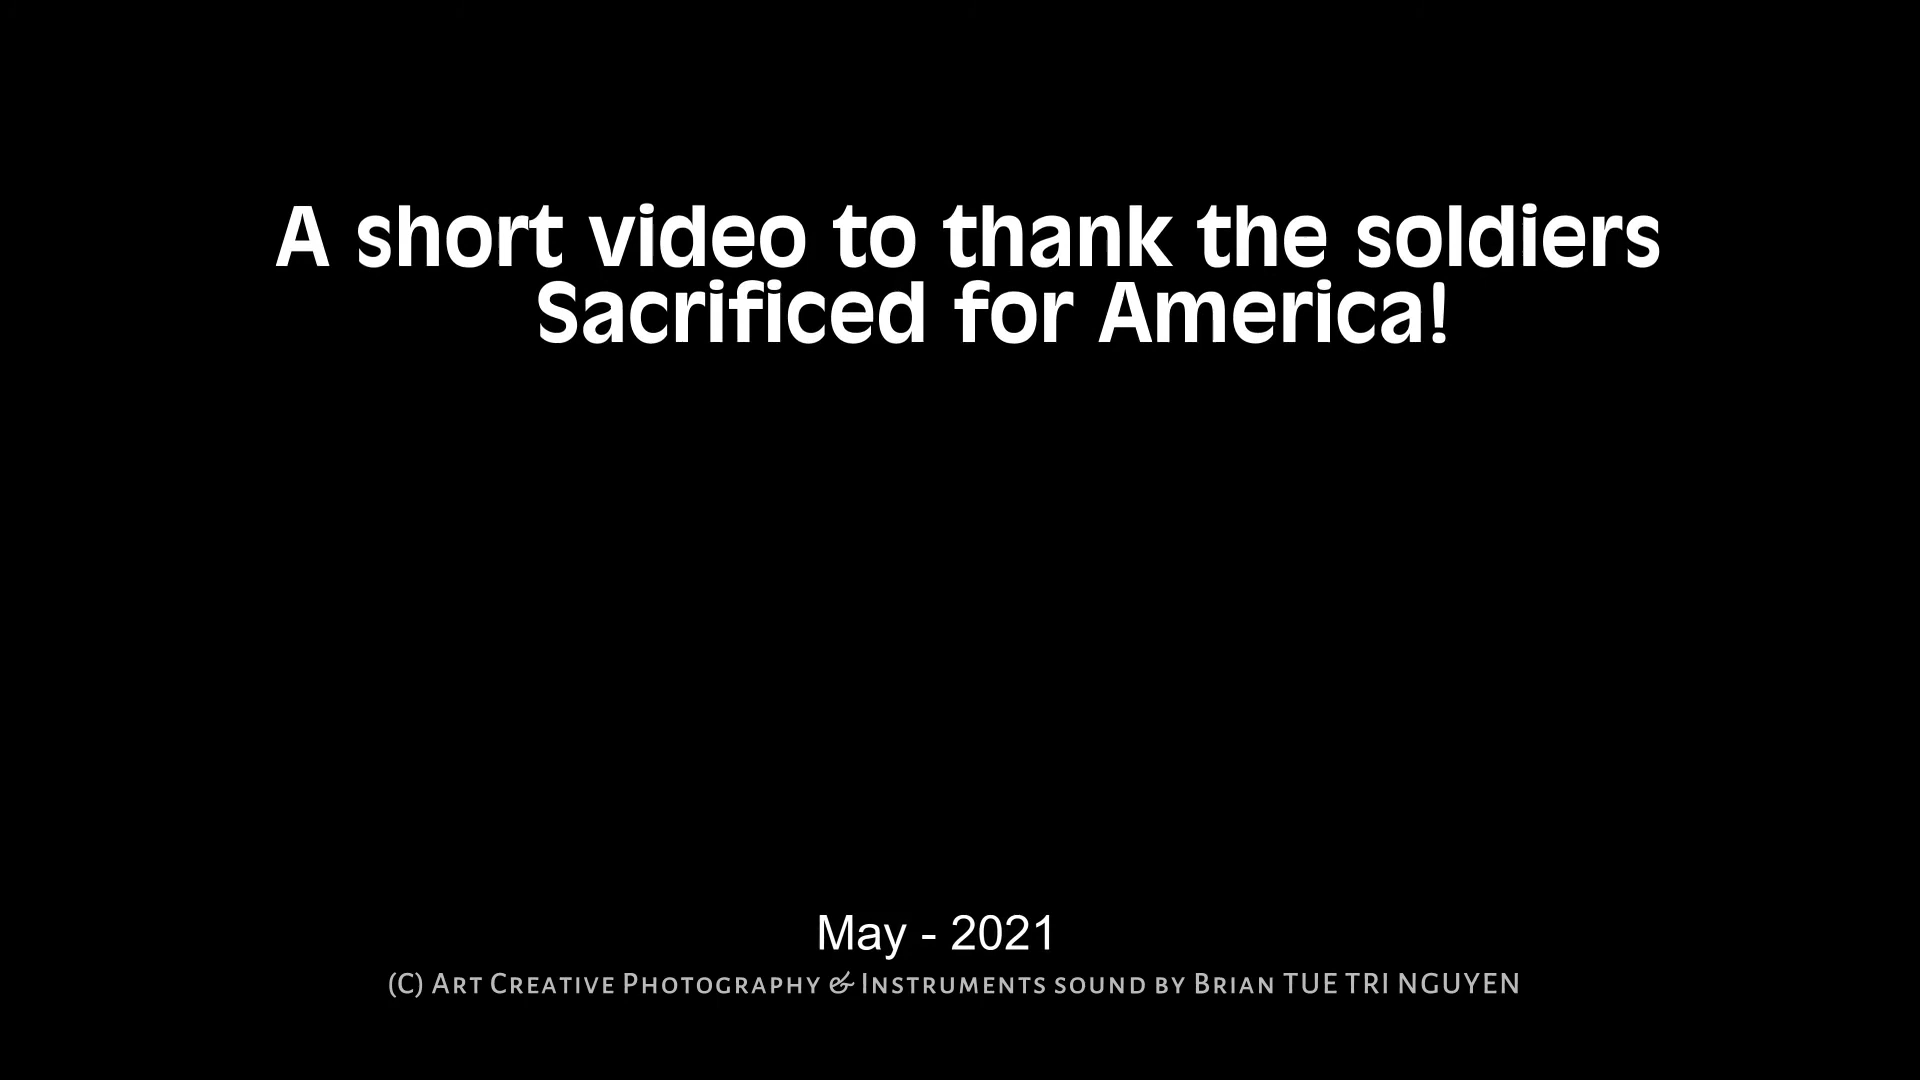 A short video to thank the soldiers
Sacrificed for America!
May - 2021
(C) Art Creative Photography & Instruments sound by Brian TUE TRI NGUYEN